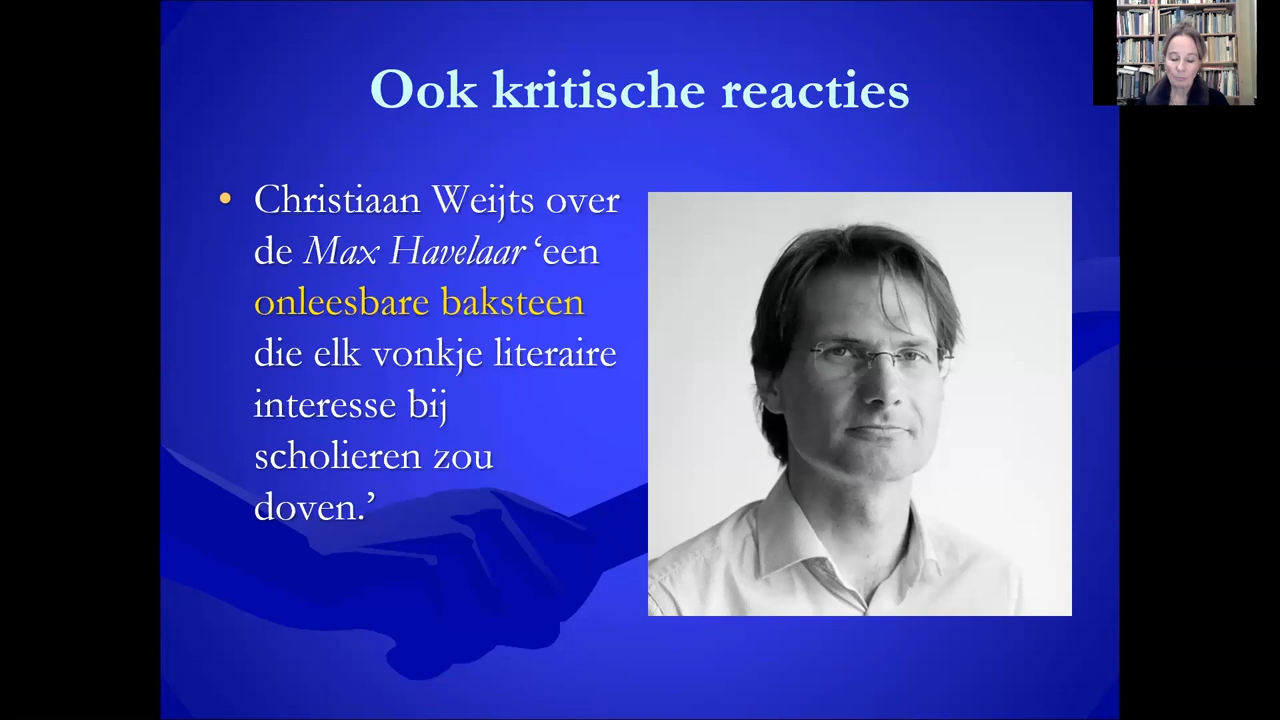 Ook kritische reacties
• Christiaan Weijts over
de Max Havelaar ‘een
onleesbare baksteen
die elk vonkje literaire
interesse bij
scholieren zou
doven.’